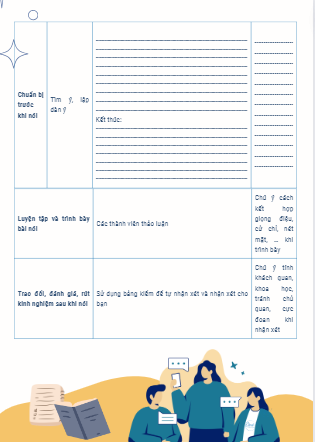 Chuẩn bị
trước
khi nói
Tìm ý, lập
dàn ý
Kết thúc:
Luyện tập và trình bày
bài nói
Các thành viên thảo luận
Chú ý cách
kết hợp
giọng điệu,
cử chỉ, nét
mặt, ... khi
trình bày
Trao đổi, đánh giá, rút
kinh nghiệm sau khi nói
Sử dụng bảng kiểm để tự nhận xét và nhận xét cho
bạn
Chú ý tính
khách quan,
khoa học,
tránh chủ
quan, cực
đoan khi
nhận xét